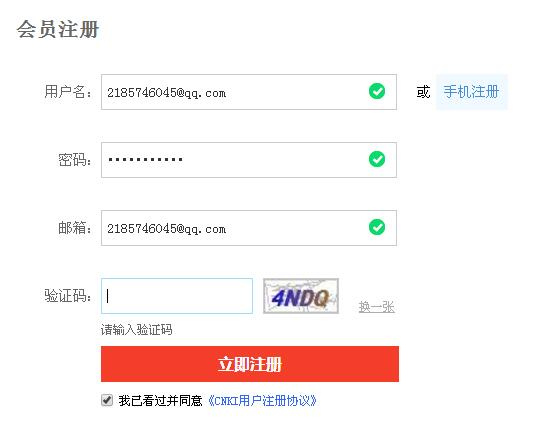 会员注册
用户名： 2185746045@qq.com 或 手机注册
密码： •••••••••••
邮箱： 2185746045@qq.com
验证码： 4NDQ 换一张
请输入验证码
立即注册
我已看过并同意《CNKI用户注册协议》